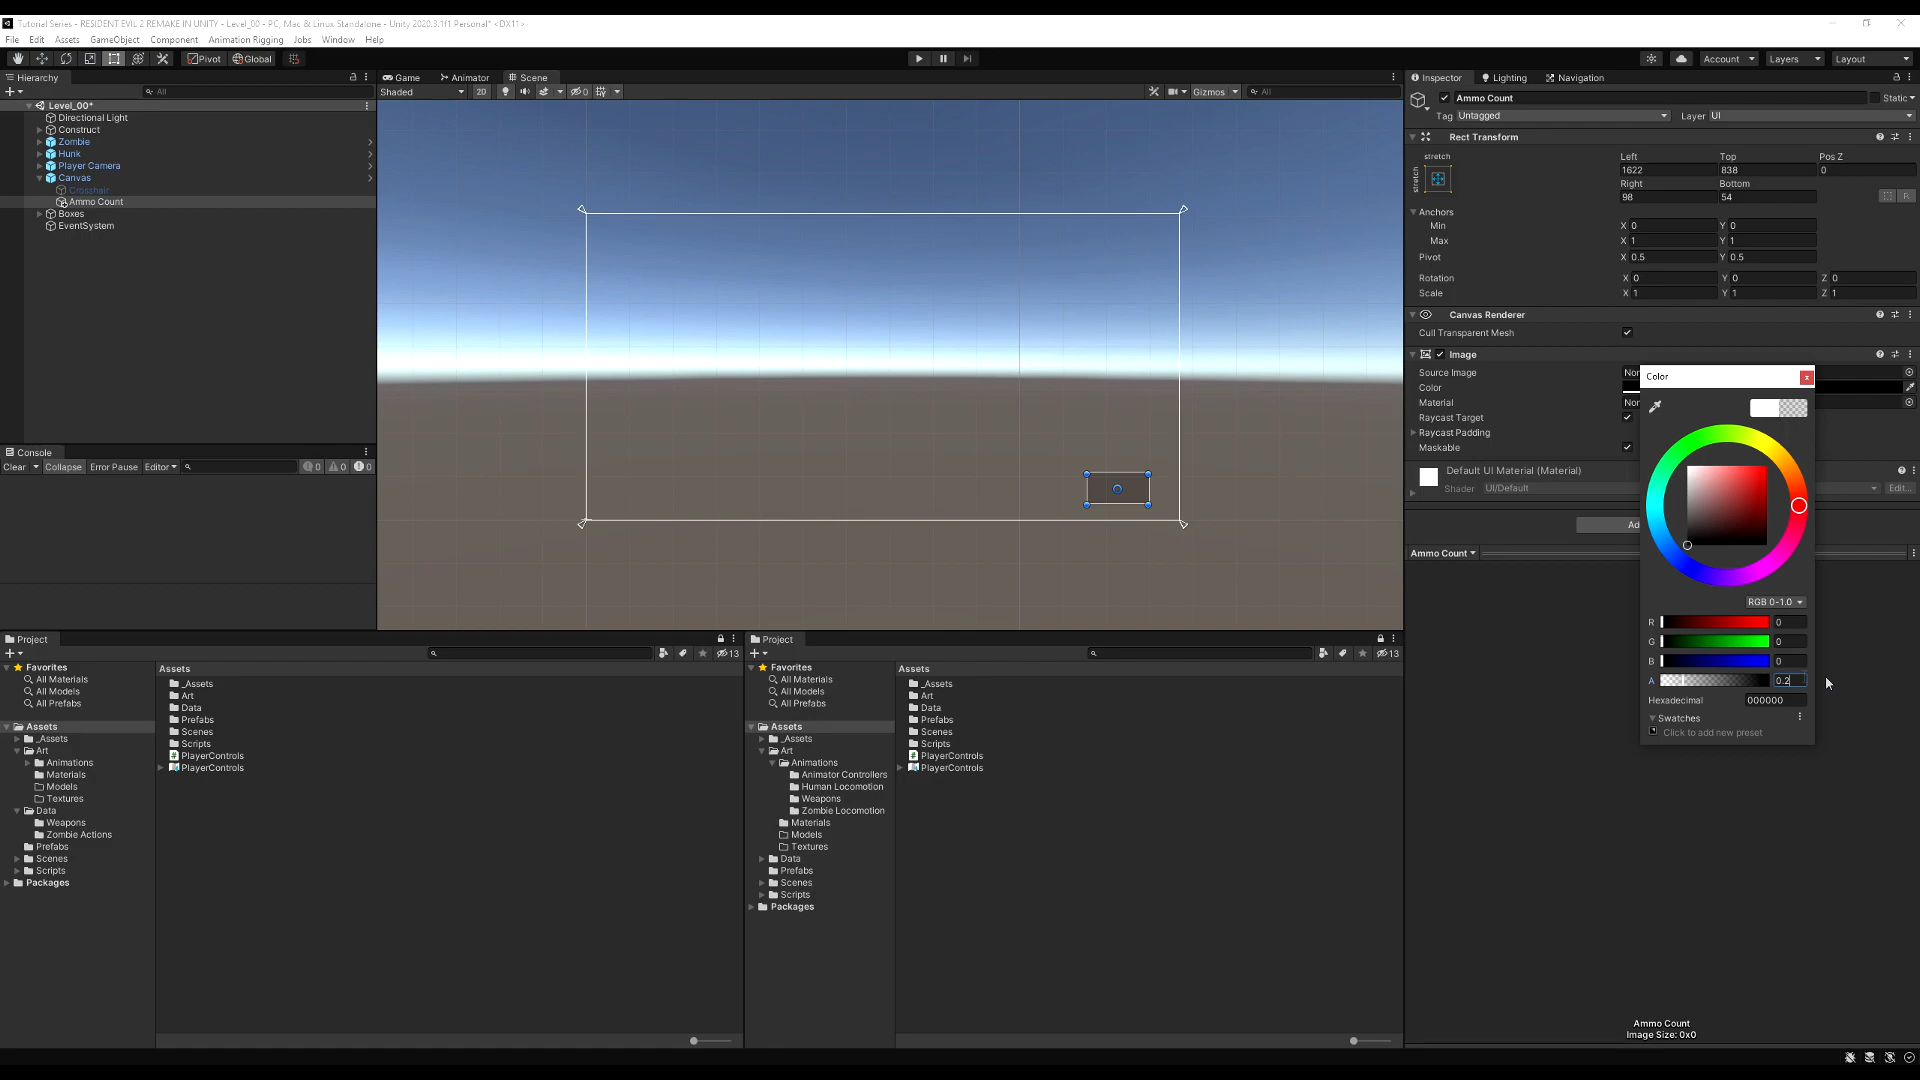 Tutorial Series - RESIDENT EVIL 2 REMAKE IN UNITY - Level_00 - PC, Mac & Linux Standalone - Unity 2020.3.1f1 Personal* <DX11>
File Edit Assets GameObject Component Animation Rigging Jobs Window Help
Pivot Global Account Layers Layout
Hierarchy
All
Level_00*
Directional Light
Construct
Zombie
Hunk
Player Camera
Canvas
Crosshair
Ammo Count
Boxes
EventSystem
Console
Clear Collapse Error Pause Editor 0 0 0
Game Animator Scene
Shaded 2D 0 Gizmos All
Inspector Lighting Navigation
Ammo Count Static
Tag Untagged Layer UI
Rect Transform
stretch
stretch
Left Top Pos Z
1622 838 0
Right Bottom
98 54
R
Anchors
Min X 0 Y 0
Max X 1 Y 1
Pivot X 0.5 Y 0.5
Rotation X 0 Y 0 Z 0
Scale X 1 Y 1 Z 1
Canvas Renderer
Cull Transparent Mesh
Image
Source Image
Color
Material
Raycast Target
Raycast Padding
Maskable
Default UI Material (Material)
Shader UI/Default Edit...
Ammo Count
Color
x
RGB 0-1.0
R 0
G 0
B 0
A 0.2
Hexadecimal 000000
Swatches
Click to add new preset
Ammo Count
Image Size: 0x0
Project
13
Favorites
All Materials
All Models
All Prefabs
Assets
_Assets
Art
Animations
Materials
Models
Textures
Data
Weapons
Zombie Actions
Prefabs
Scenes
Scripts
Packages
Assets
_Assets
Art
Data
Prefabs
Scenes
Scripts
PlayerControls
PlayerControls
Project
13
Favorites
All Materials
All Models
All Prefabs
Assets
_Assets
Art
Animations
Animator Controllers
Human Locomotion
Weapons
Zombie Locomotion
Materials
Models
Textures
Data
Prefabs
Scenes
Scripts
Packages
Assets
_Assets
Art
Data
Prefabs
Scenes
Scripts
PlayerControls
PlayerControls